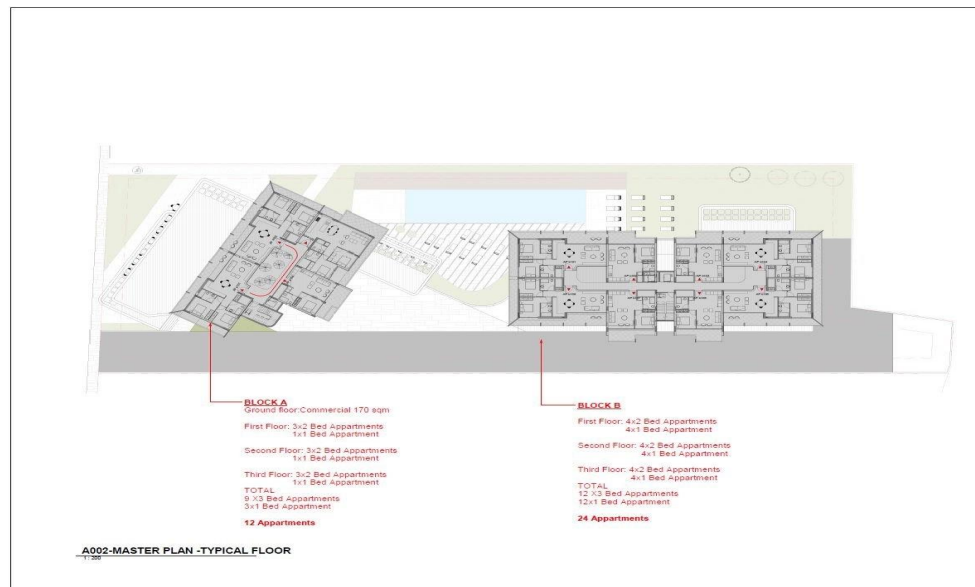 BLOCK A
Ground floor:Commercial 170 sqm
First Floor: 3x2 Bed Appartments
1x1 Bed Appartment
Second Floor: 3x2 Bed Appartments
1x1 Bed Appartment
Third Floor: 3x2 Bed Appartments
1x1 Bed Appartment
TOTAL
9 X3 Bed Appartments
3x1 Bed Appartment
12 Appartments
BLOCK B
First Floor: 4x2 Bed Appartments
4x1 Bed Appartment
Second Floor: 4x2 Bed Appartments
4x1 Bed Appartment
Third Floor: 4x2 Bed Appartments
4x1 Bed Appartment
TOTAL
12 X3 Bed Appartments
12x1 Bed Appartment
24 Appartments
A002-MASTER PLAN -TYPICAL FLOOR